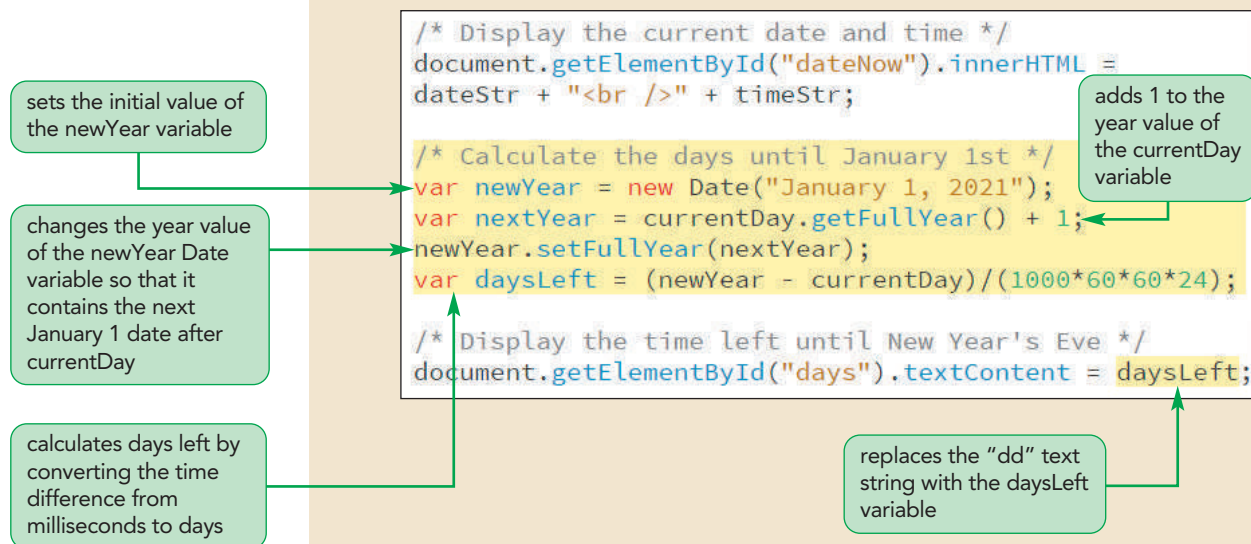 /* Display the current date and time */
document.getElementById("dateNow").innerHTML =
dateStr + "<br />" + timeStr;
/* Calculate the days until January 1st */
var newYear = new Date("January 1, 2021");
var nextYear = currentDay.getFullYear() + 1;
newYear.setFullYear(nextYear);
var daysLeft = (newYear - currentDay)/(1000*60*60*24);
/* Display the time left until New Year's Eve */
document.getElementById("days").textContent = daysLeft;
sets the initial value of
the newYear variable
changes the year value
of the newYear Date
variable so that it
contains the next
January 1 date after
currentDay
calculates days left by
converting the time
difference from
milliseconds to days
adds 1 to the
year value of
the currentDay
variable
replaces the “dd” text
string with the daysLeft
variable